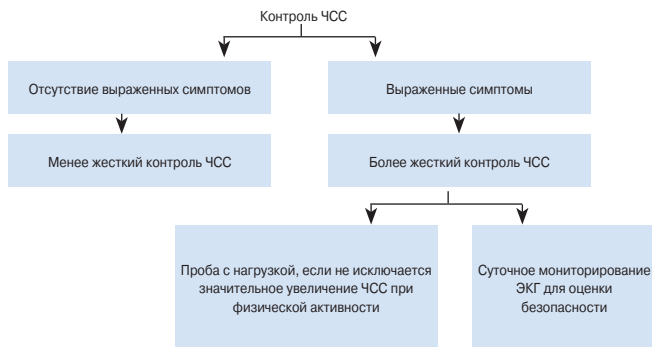 Контроль ЧСС
Отсутствие выраженных симптомов
Выраженные симптомы
Менее жесткий контроль ЧСС
Более жесткий контроль ЧСС
Проба с нагрузкой, если не исключается
значительное увеличение ЧСС при
физической активности
Суточное мониторирование
ЭКГ для оценки
безопасности